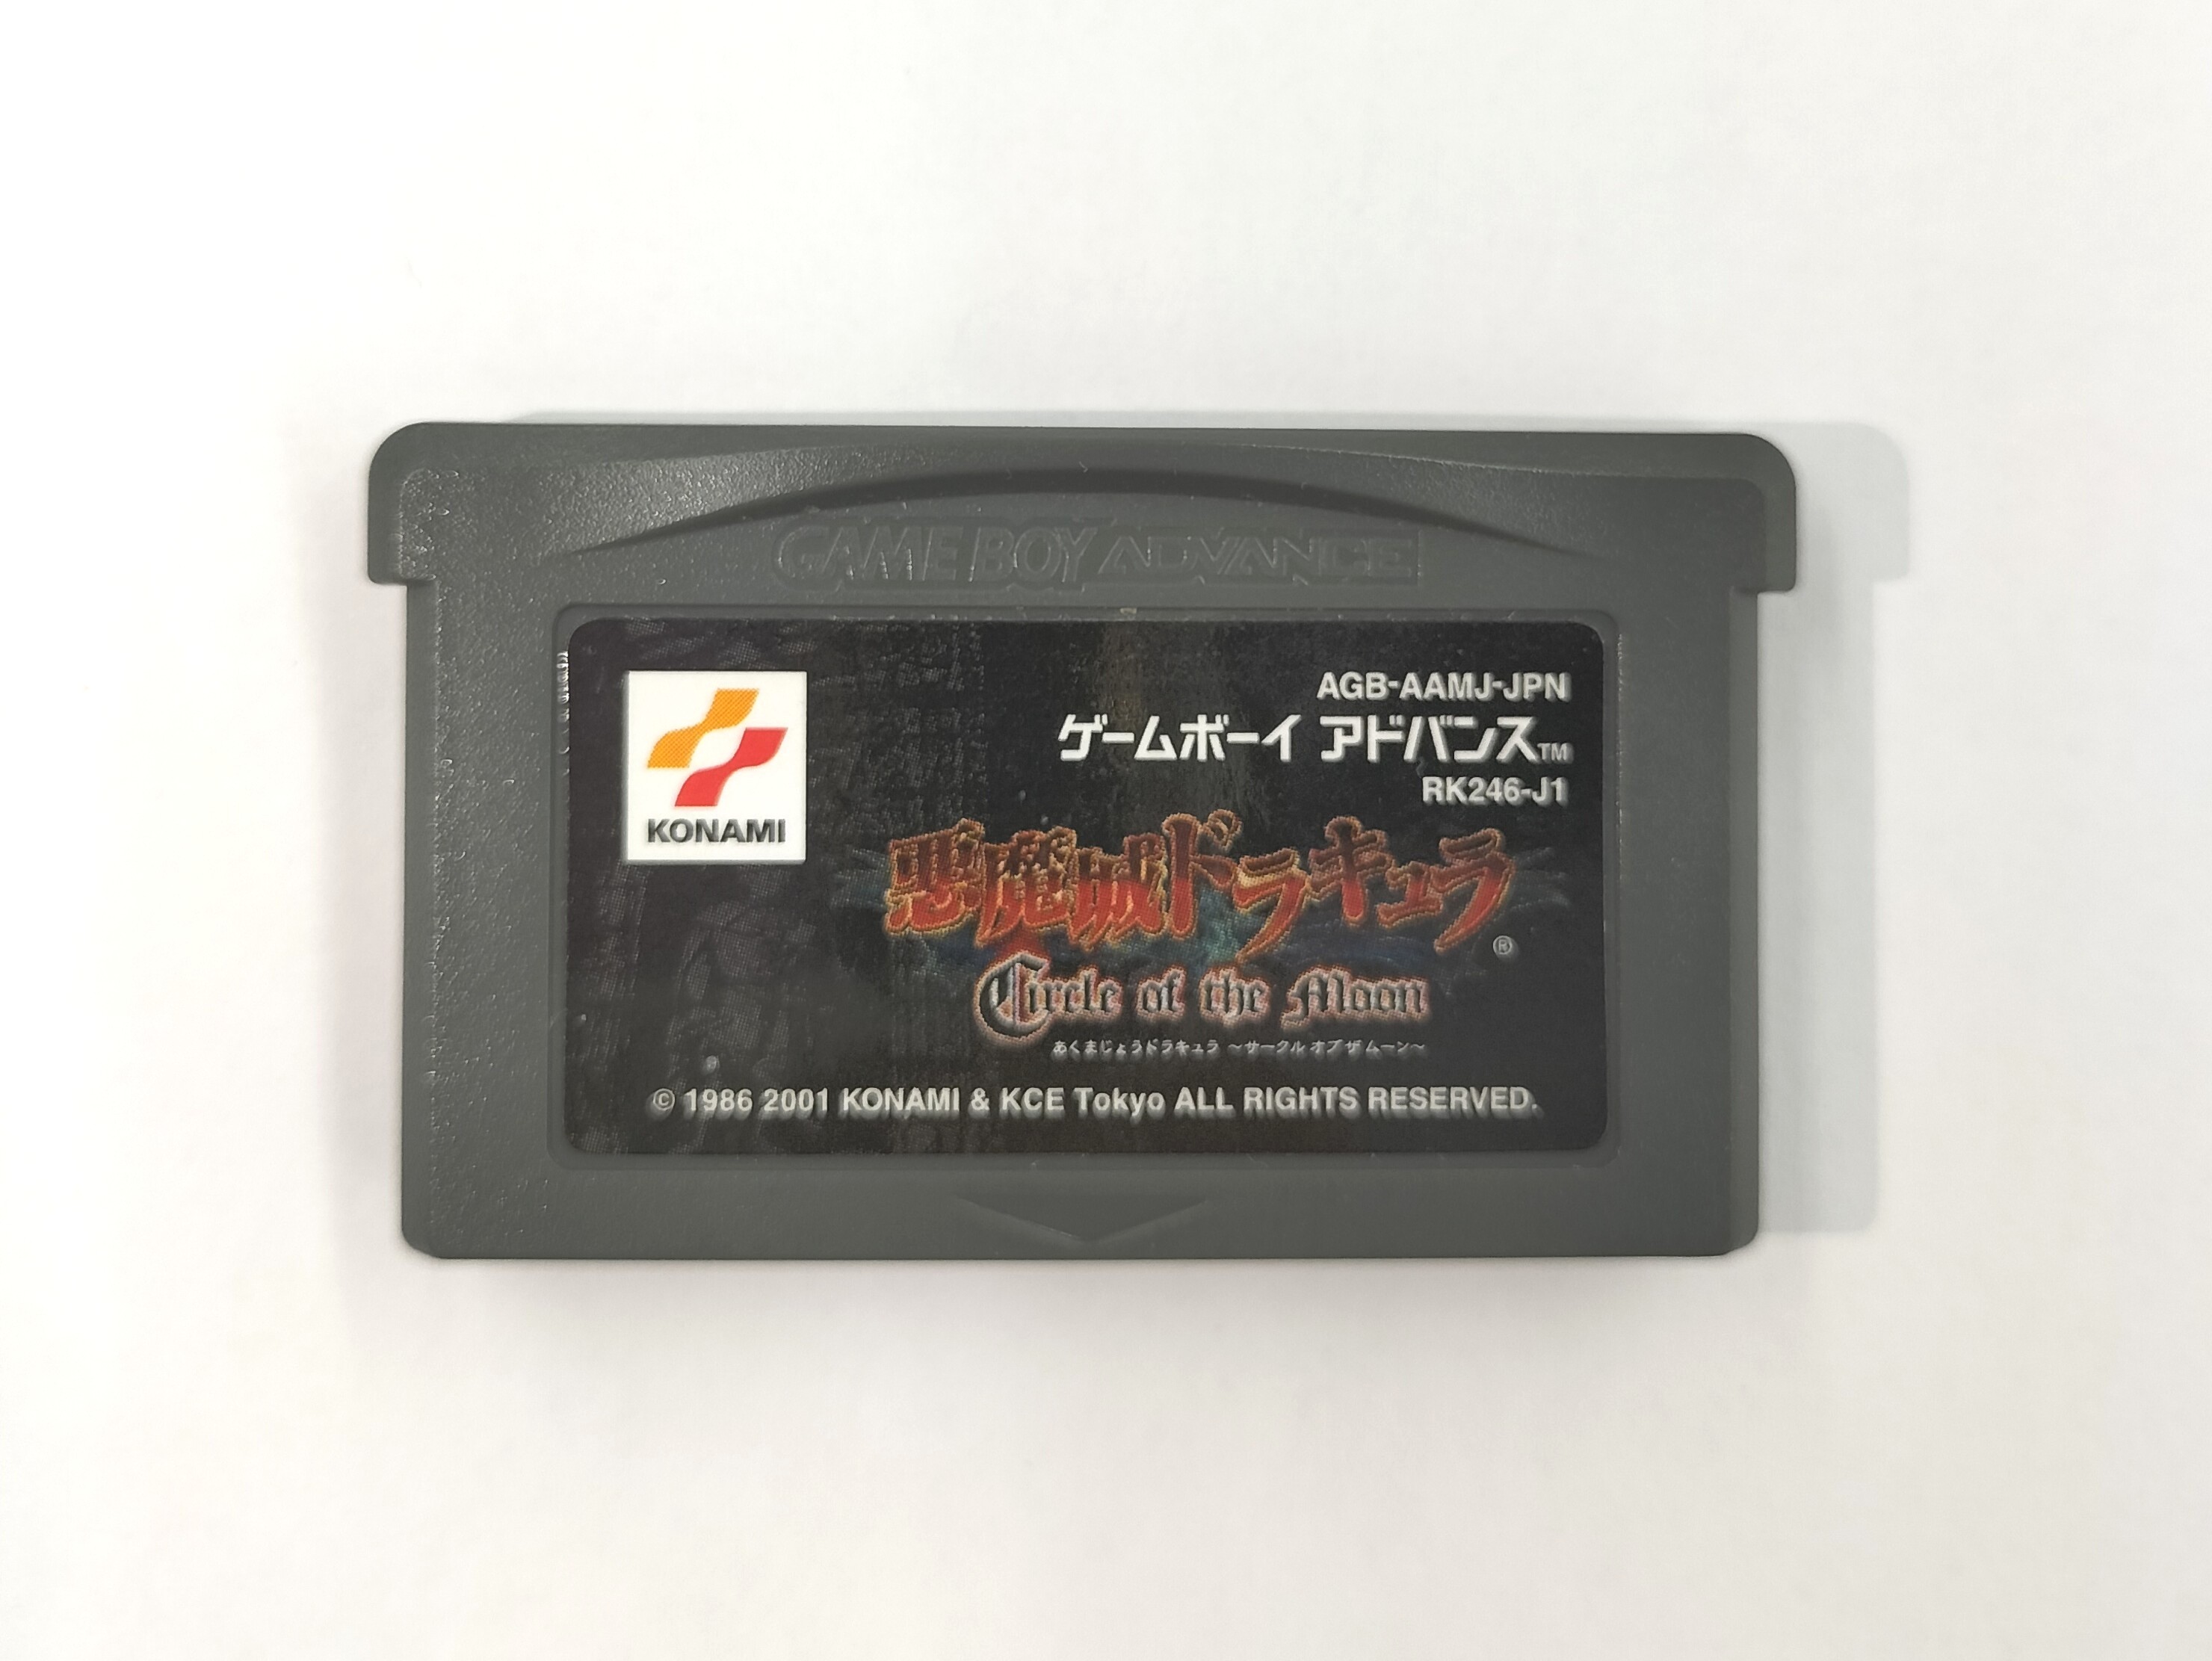 GAME BOY ADVANCE
AGB-AAMJ-JPN
ゲームボーイ アドバンス™
RK246-J1
KONAMI
悪魔城ドラキュラ®
Circle of the Moon
あくまじょうドラキュラ ～サークル オブ ザ ムーン～
© 1986 2001 KONAMI & KCE Tokyo ALL RIGHTS RESERVED.